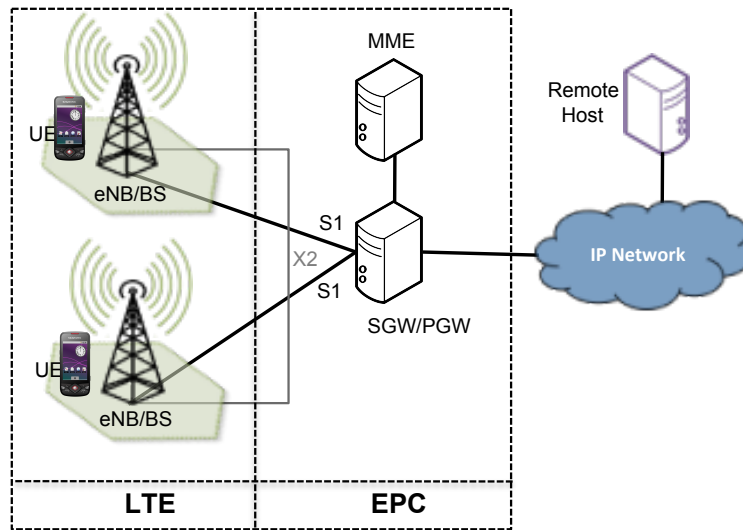 MME
Remote
Host
UE
eNB/BS
S1
X2
S1
IP Network
SGW/PGW
UE
eNB/BS
LTE
EPC